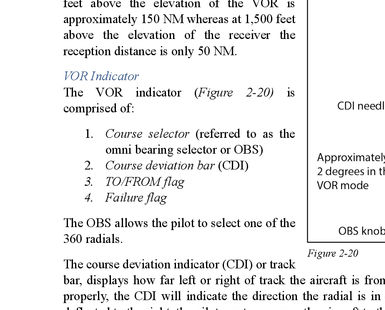 feet above the elevation of the VOR is
approximately 150 NM whereas at 1,500 feet
above the elevation of the receiver the
reception distance is only 50 NM.
VOR Indicator
The VOR indicator (Figure 2-20) is
comprised of:
1. Course selector (referred to as the
omni bearing selector or OBS)
2. Course deviation bar (CDI)
3. TO/FROM flag
4. Failure flag
The OBS allows the pilot to select one of the
360 radials.
The course deviation indicator (CDI) or track
bar, displays how far left or right of track the aircraft is from
properly, the CDI will indicate the direction the radial is in
CDI needl
Approximately
2 degrees in th
VOR mode
OBS knob
Figure 2-20